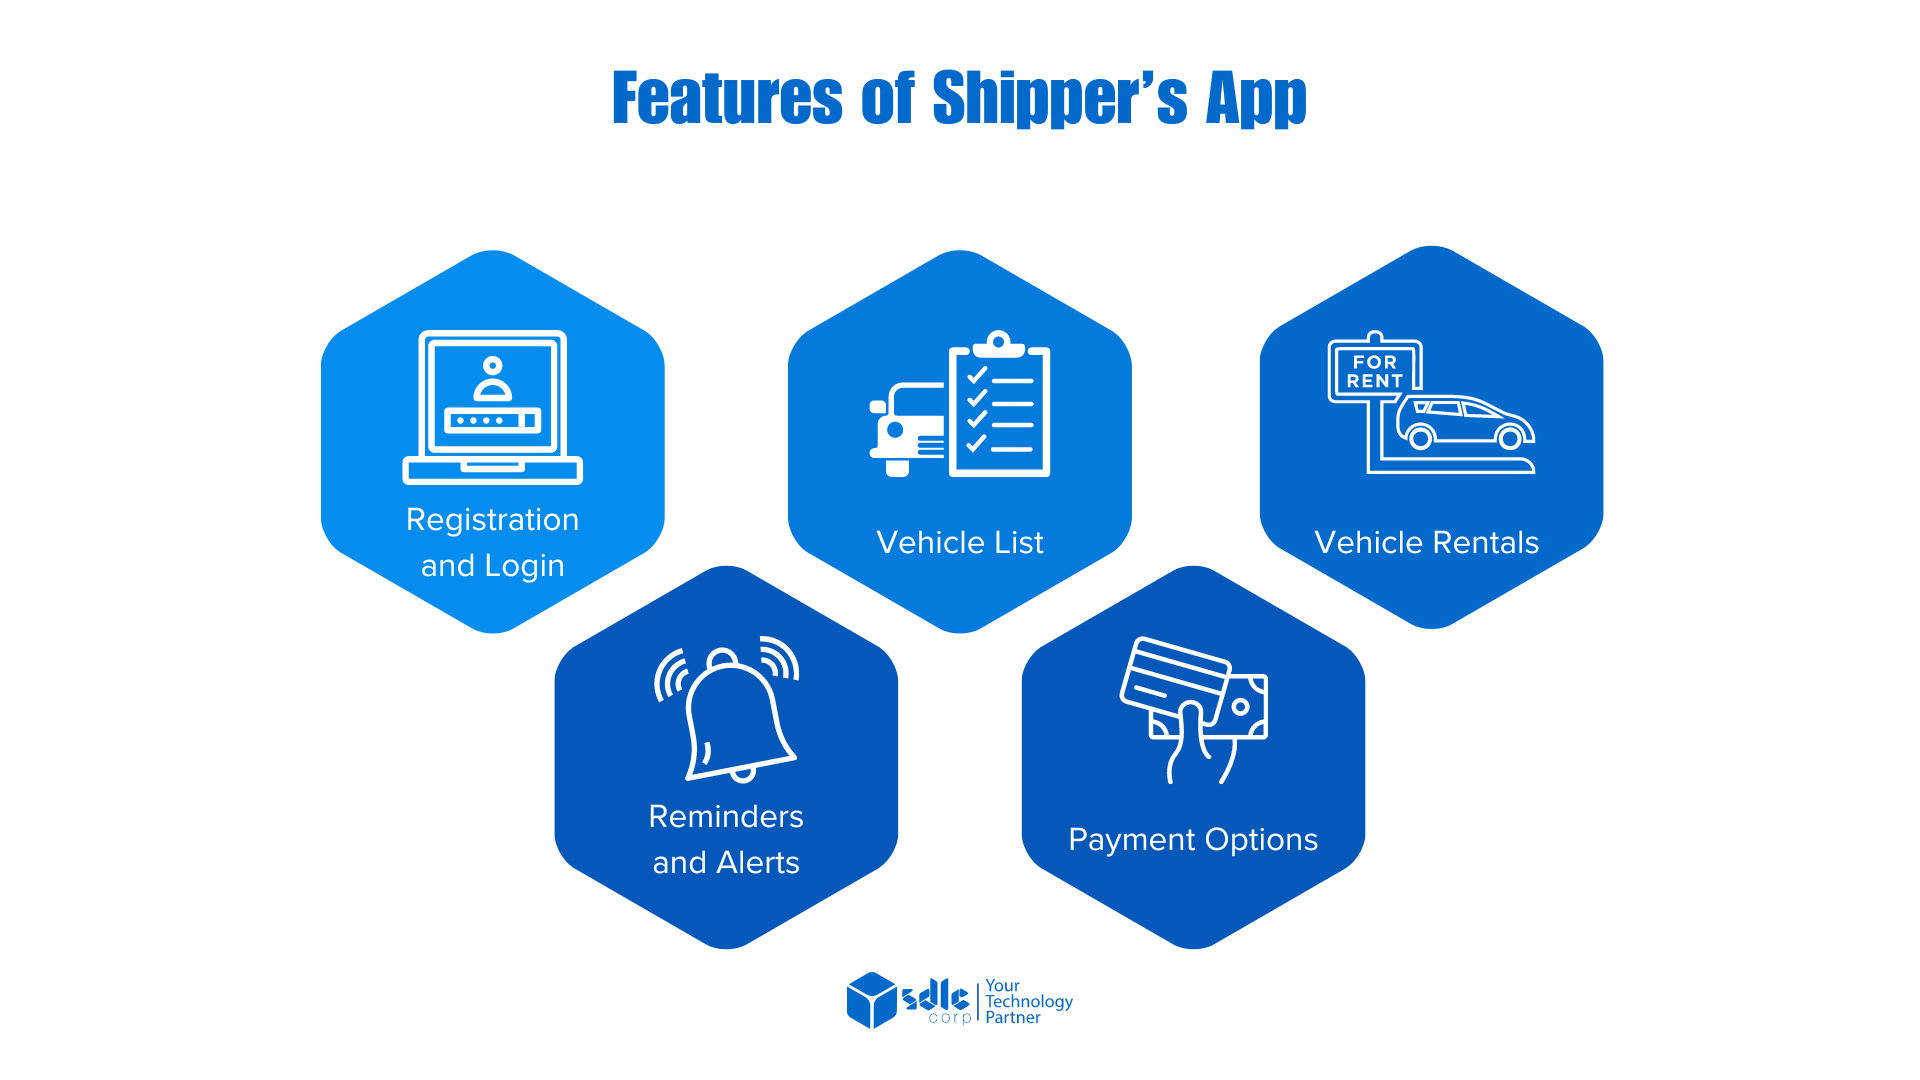 Features of Shipper’s App
FOR
RENT
Registration
and Login
Vehicle List
Vehicle Rentals
Reminders
and Alerts
Payment Options
sdlc
corp
Your
Technology
Partner